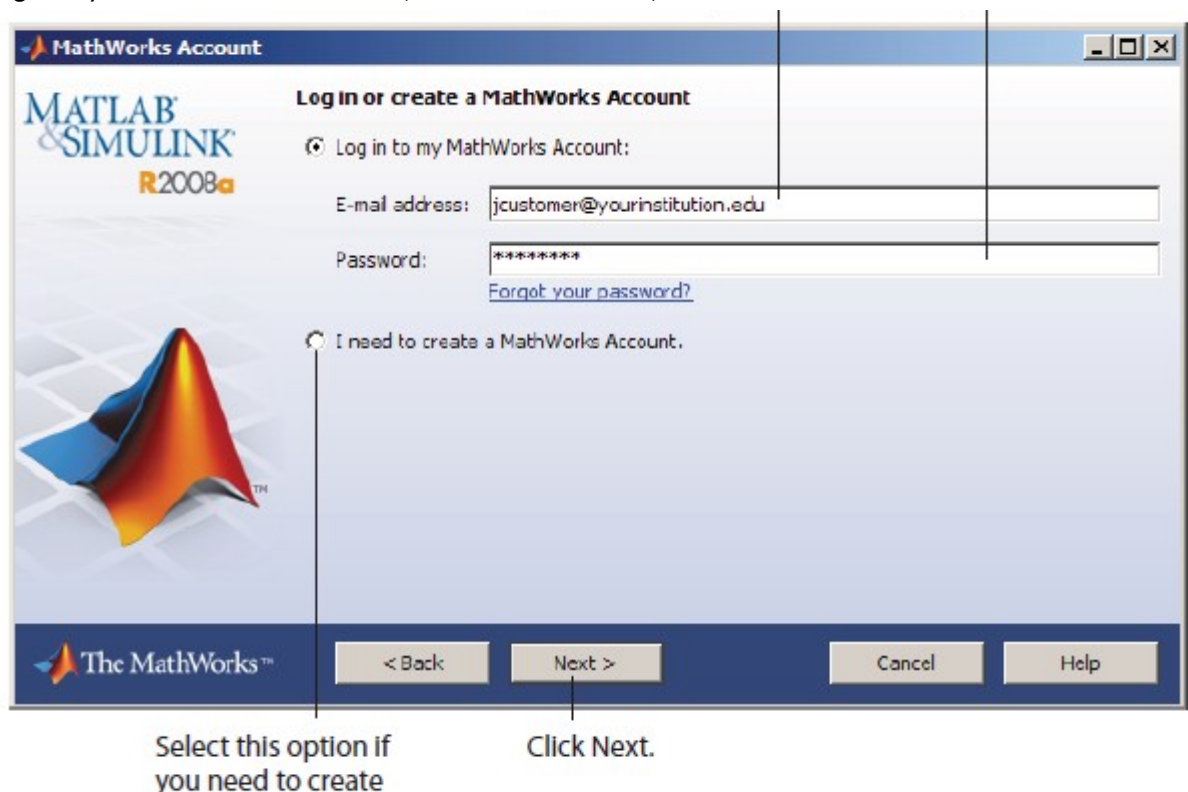 MathWorks Account
MATLAB
&SIMULINK
R2008a
Log in or create a MathWorks Account
Log in to my MathWorks Account:
E-mail address: jcustomer@yourinstitution.edu
Password: ********
Forgot your password?
I need to create a MathWorks Account.
TM
The MathWorks™
< Back
Next >
Cancel
Help
Select this option if
you need to create
Click Next.